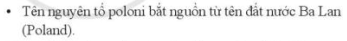 • Tên nguyên tố poloni bắt nguồn từ tên đất nước Ba Lan
(Poland).